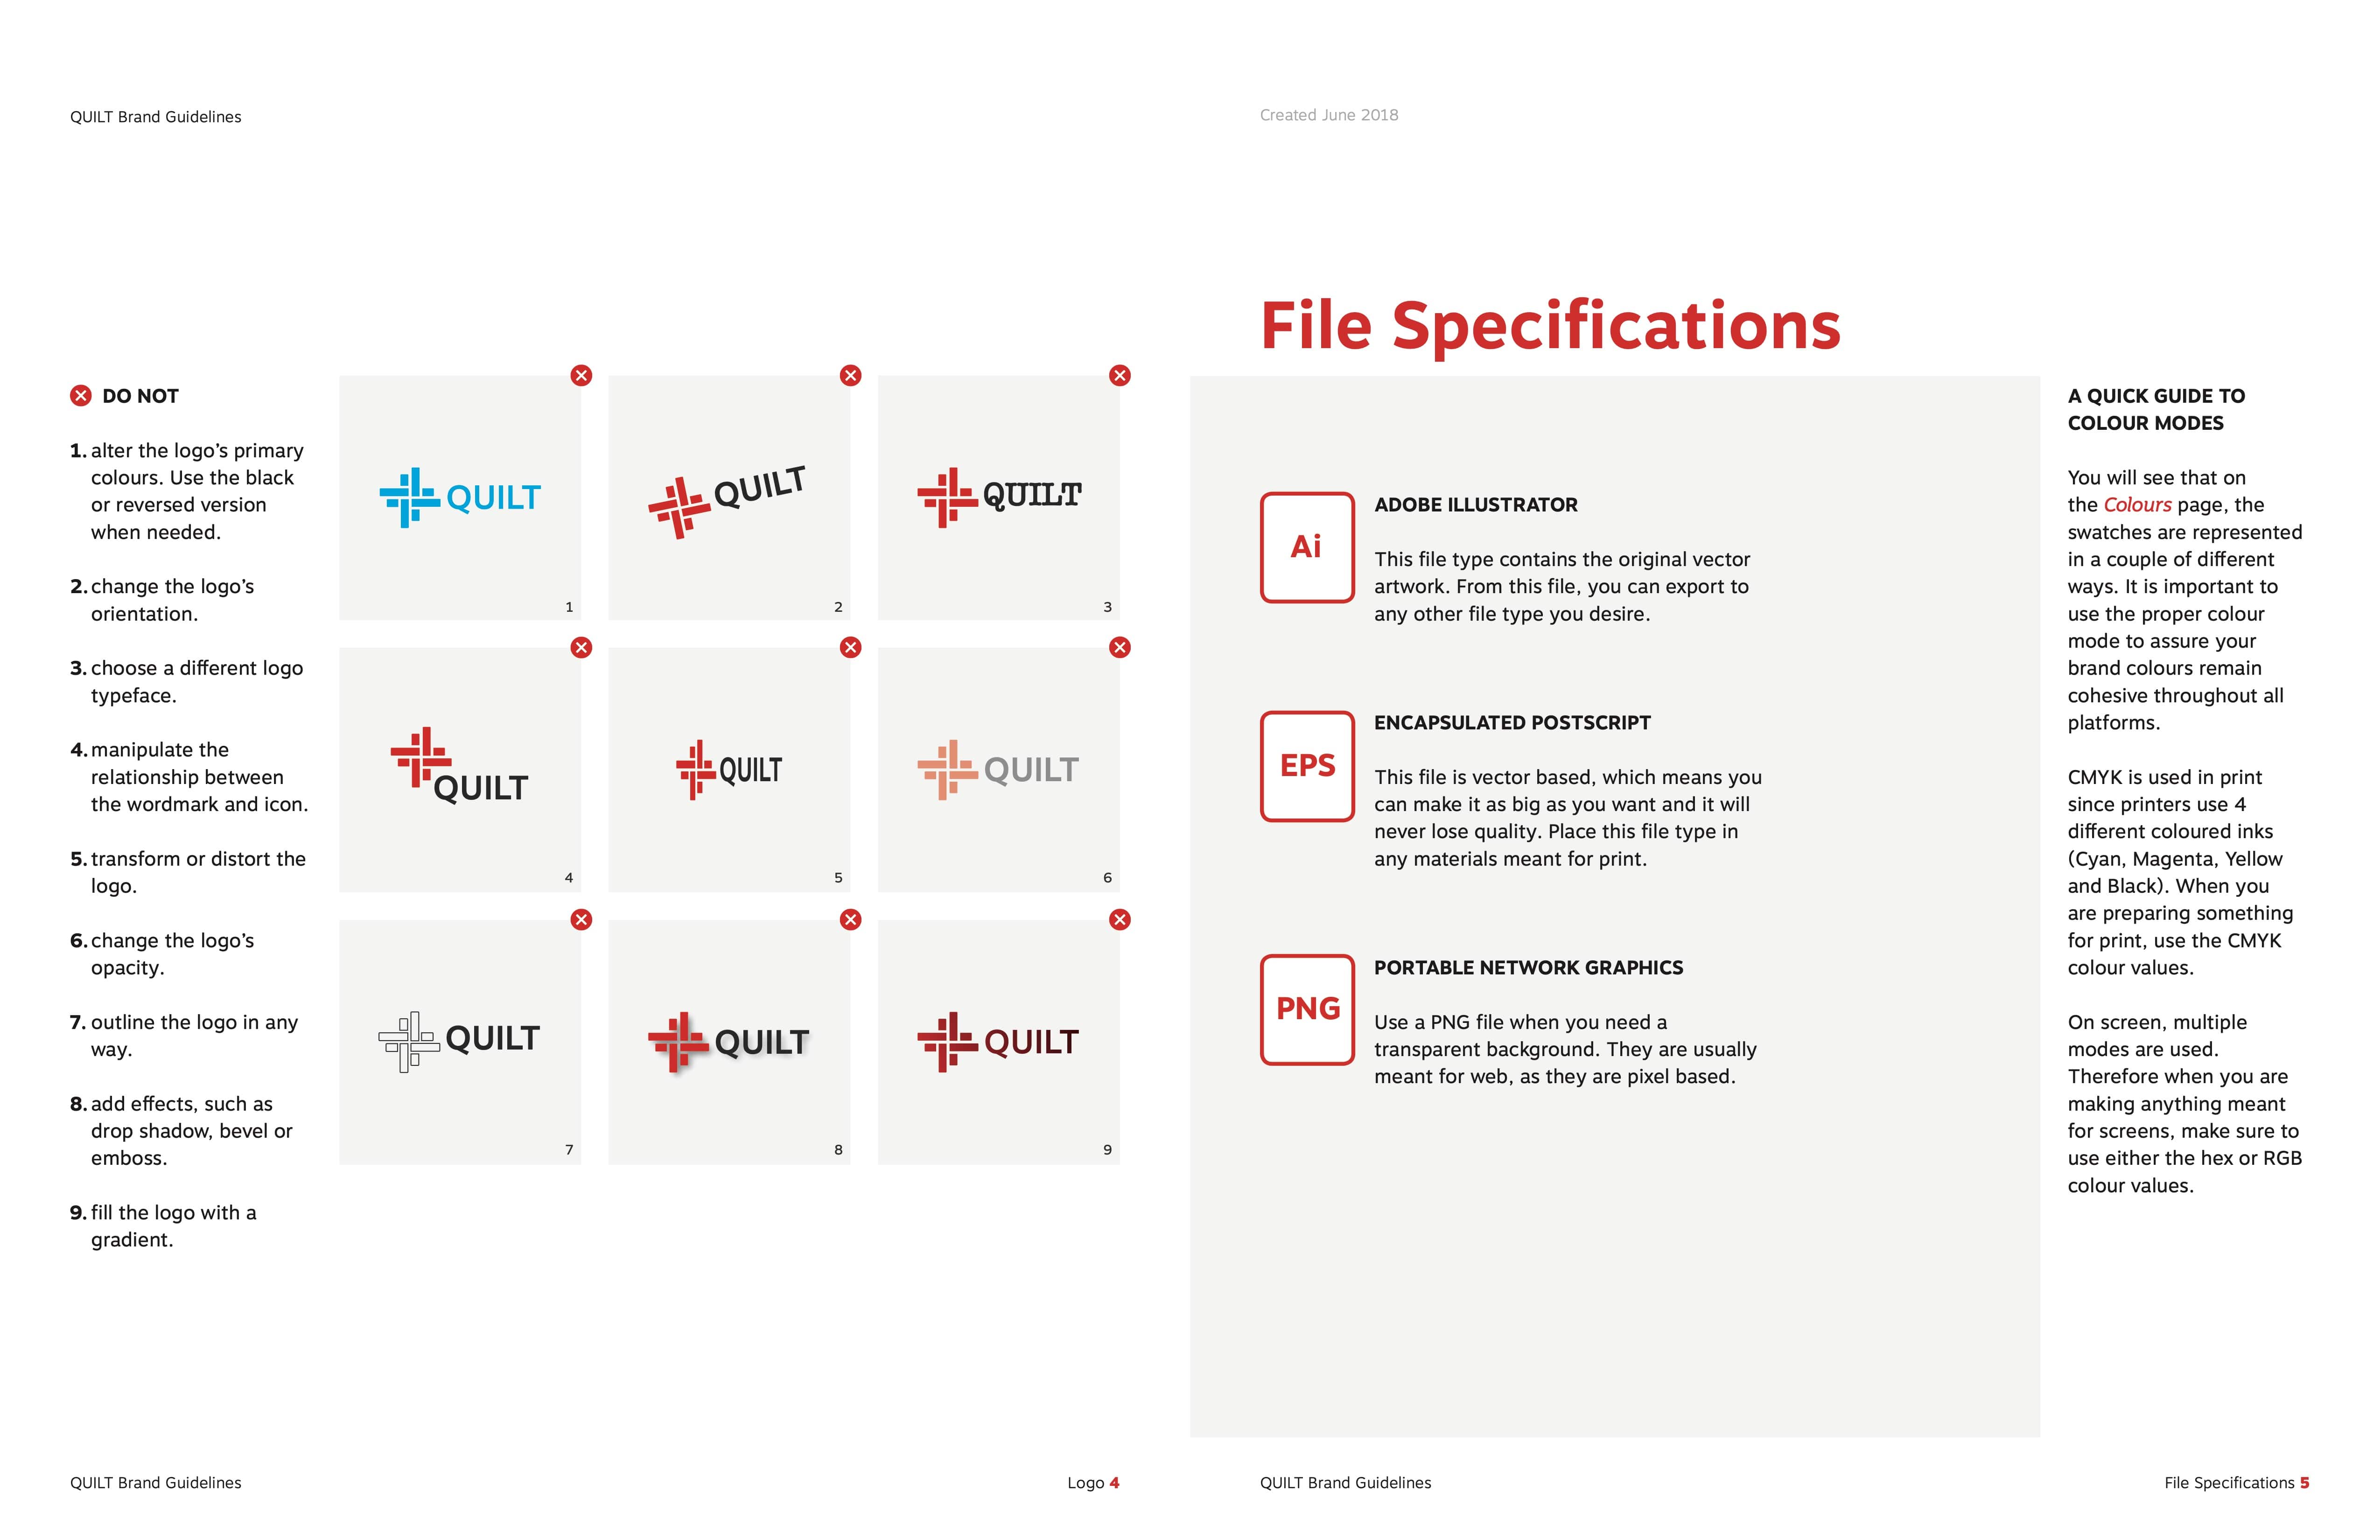 QUILT Brand Guidelines
DO NOT
1. alter the logo’s primary
colours. Use the black
or reversed version
when needed.
2. change the logo’s
orientation.
3. choose a different logo
typeface.
4. manipulate the
relationship between
the wordmark and icon.
5. transform or distort the
logo.
6. change the logo’s
opacity.
7. outline the logo in any
way.
8. add effects, such as
drop shadow, bevel or
emboss.
9. fill the logo with a
gradient.
QUILT
1
QUILT
2
QUILT
3
QUILT
4
QUILT
5
QUILT
6
QUILT
7
QUILT
8
QUILT
9
QUILT Brand Guidelines
Logo 4
Created June 2018
File Specifications
Ai
ADOBE ILLUSTRATOR
This file type contains the original vector
artwork. From this file, you can export to
any other file type you desire.
EPS
ENCAPSULATED POSTSCRIPT
This file is vector based, which means you
can make it as big as you want and it will
never lose quality. Place this file type in
any materials meant for print.
PNG
PORTABLE NETWORK GRAPHICS
Use a PNG file when you need a
transparent background. They are usually
meant for web, as they are pixel based.
A QUICK GUIDE TO
COLOUR MODES
You will see that on
the Colours page, the
swatches are represented
in a couple of different
ways. It is important to
use the proper colour
mode to assure your
brand colours remain
cohesive throughout all
platforms.
CMYK is used in print
since printers use 4
different coloured inks
(Cyan, Magenta, Yellow
and Black). When you
are preparing something
for print, use the CMYK
colour values.
On screen, multiple
modes are used.
Therefore when you are
making anything meant
for screens, make sure to
use either the hex or RGB
colour values.
QUILT Brand Guidelines
File Specifications 5